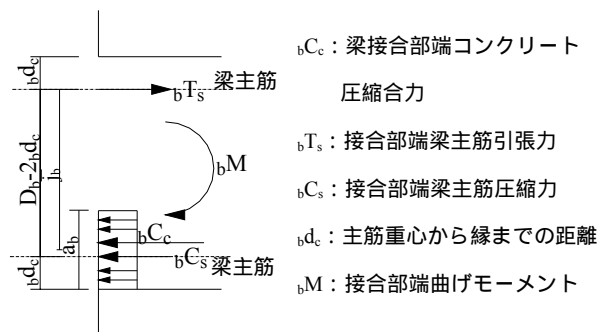 bdc
bTs 梁主筋
Db-2bdc
jb
bM
ab
bCc
bCs 梁主筋
bdc
bCc：梁接合部端コンクリート
圧縮合力
bTs：接合部端梁主筋引張力
bCs：接合部端梁主筋圧縮力
bdc：主筋重心から縁までの距離
bM：接合部端曲げモーメント